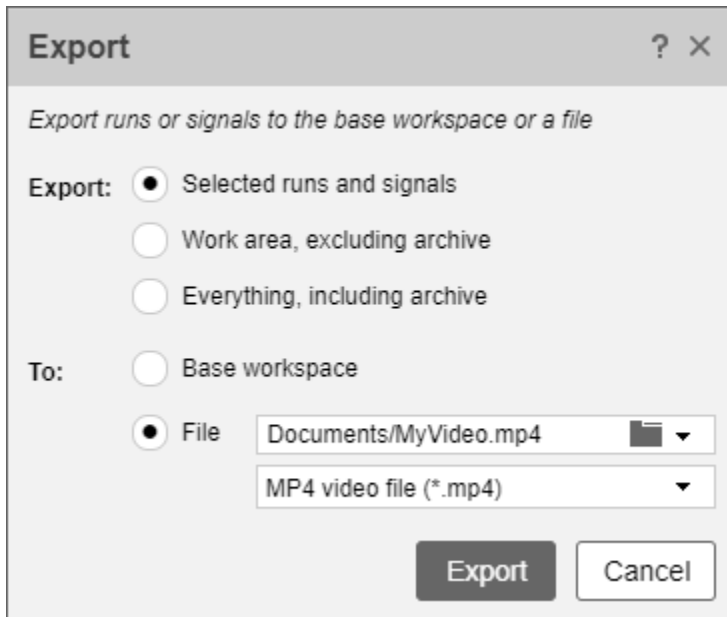 Export ? ×
Export runs or signals to the base workspace or a file
Export: Selected runs and signals
Work area, excluding archive
Everything, including archive
To: Base workspace
File Documents/MyVideo.mp4
MP4 video file (*.mp4)
Export Cancel